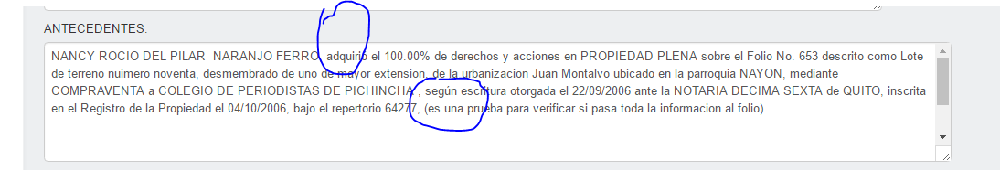 ANTECEDENTES:
NANCY ROCIO DEL PILAR  NARANJO FERRO, adquirio el 100.00% de derechos y acciones en PROPIEDAD PLENA sobre el Folio No. 653 descrito como Lote
de terreno nuimero noventa, desmembrado de uno de mayor extension, de la urbanizacion Juan Montalvo ubicado en la parroquia NAYON, mediante
COMPRAVENTA a COLEGIO DE PERIODISTAS DE PICHINCHA , según escritura otorgada el 22/09/2006 ante la NOTARIA DECIMA SEXTA de QUITO, inscrita
en el Registro de la Propiedad el 04/10/2006, bajo el repertorio 64277, (es una prueba para verificar si pasa toda la informacion al folio).